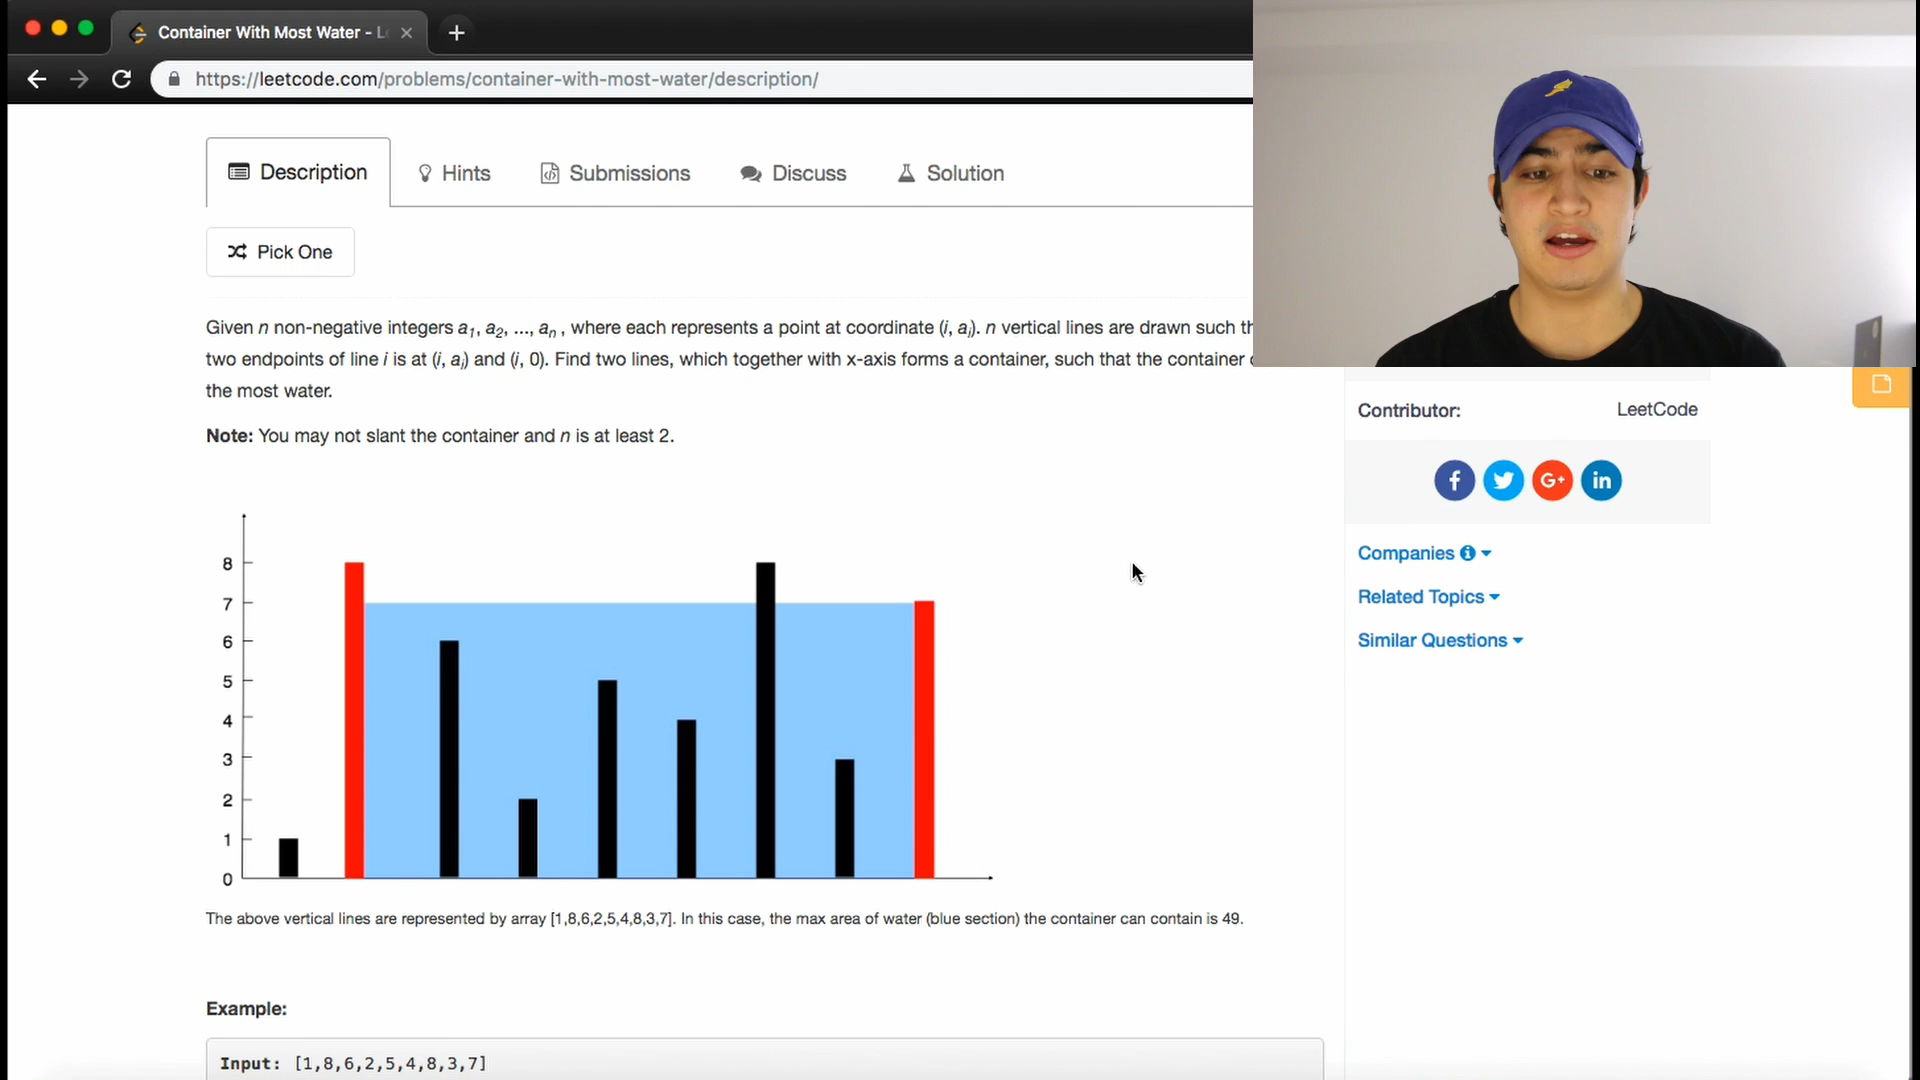 Container With Most Water - L
https://leetcode.com/problems/container-with-most-water/description/
Description
Hints
Submissions
Discuss
Solution
Pick One
Given n non-negative integers a1, a2, ..., an , where each represents a point at coordinate (i, ai). n vertical lines are drawn such
two endpoints of line i is at (i, ai) and (i, 0). Find two lines, which together with x-axis forms a container, such that the container
the most water.
Note: You may not slant the container and n is at least 2.
8
7
6
5
4
3
2
1
0
The above vertical lines are represented by array [1,8,6,2,5,4,8,3,7]. In this case, the max area of water (blue section) the container can contain is 49.
Example:
Input: [1,8,6,2,5,4,8,3,7]
Contributor: LeetCode
f
G+
in
Companies
Related Topics
Similar Questions